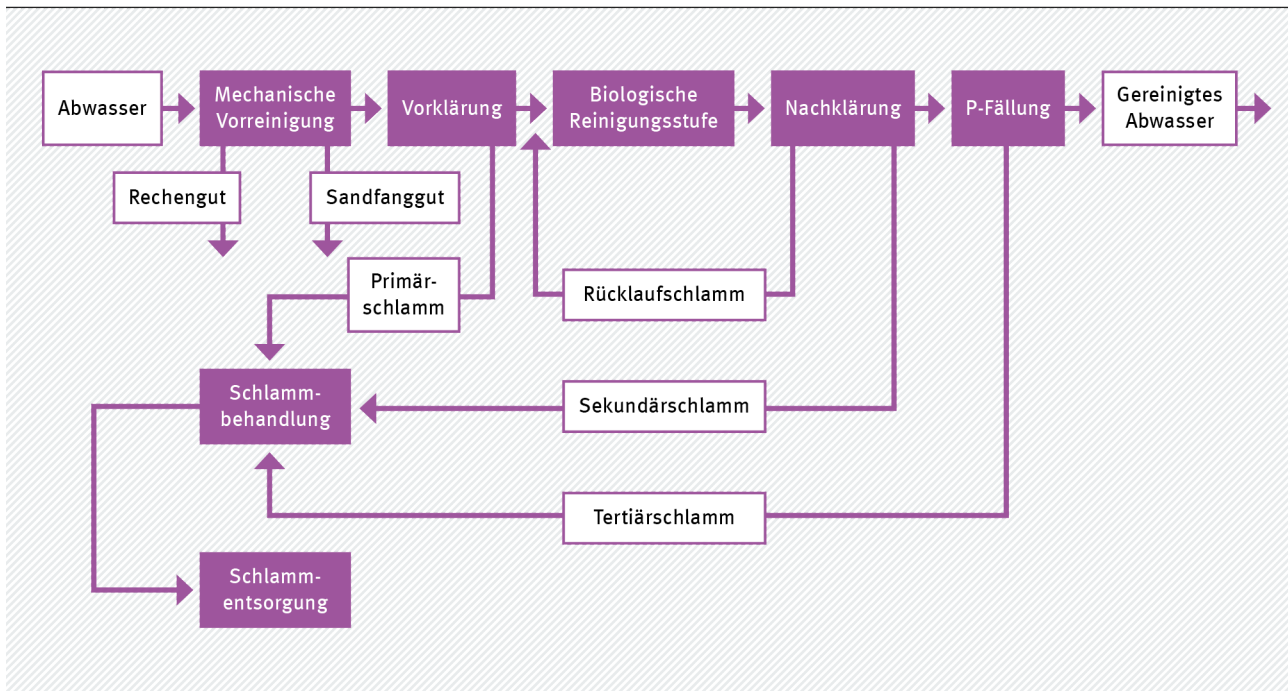 Abwasser
Mechanische
Vorreinigung
Vorklärung
Biologische
Reinigungsstufe
Nachklärung
P-Fällung
Gereinigtes
Abwasser
Rechengut
Sandfanggut
Primär-
schlamm
Rücklaufschlamm
Schlamm-
behandlung
Sekundärschlamm
Tertiärschlamm
Schlamm-
entsorgung